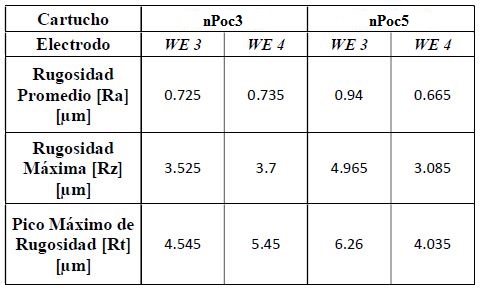 Cartucho nPoc3 nPoc5
Electrodo WE 3 WE 4 WE 3 WE 4
Rugosidad
Promedio [Ra] 0.725 0.735 0.94 0.665
[µm]
Rugosidad
Máxima [Rz] 3.525 3.7 4.965 3.085
[µm]
Pico Máximo de
Rugosidad [Rt] 4.545 5.45 6.26 4.035
[µm]